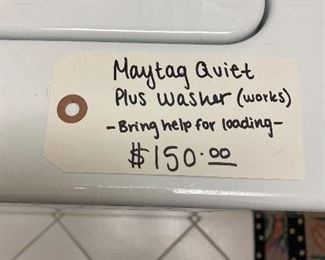 Maytag Quiet
Plus Washer (works)
- Bring help for loading -
$150.00